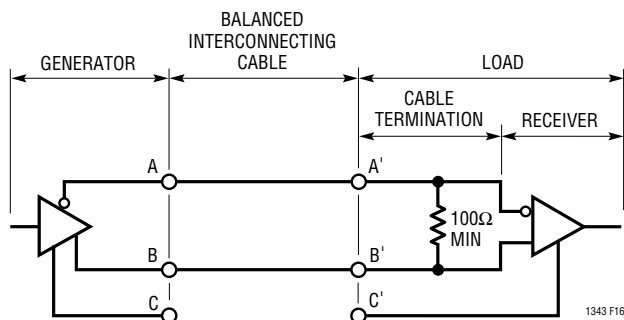 BALANCED
INTERCONNECTING
CABLE
GENERATOR
LOAD
CABLE
TERMINATION
RECEIVER
A
A'
100Ω
MIN
B
B'
C
C'
1343 F16